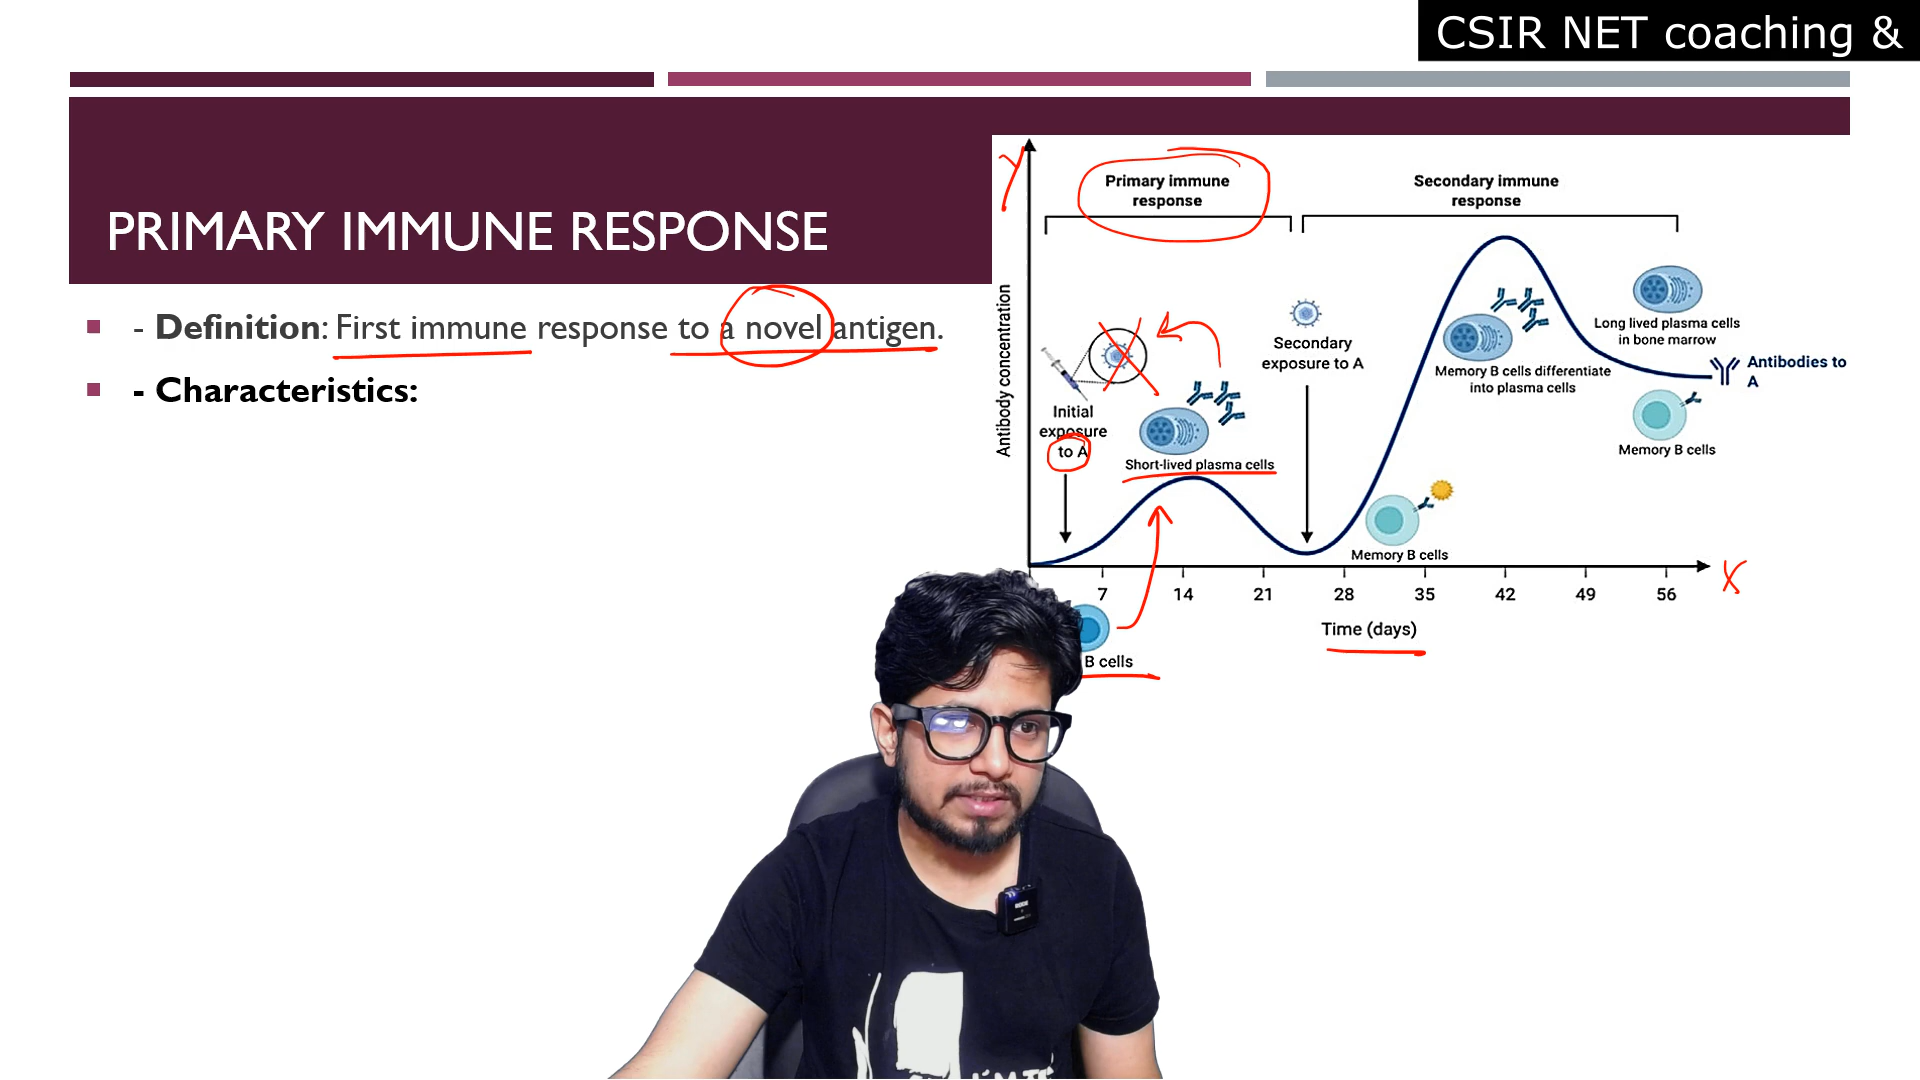 CSIR NET coaching &
PRIMARY IMMUNE RESPONSE
- Definition: First immune response to a novel antigen.
- Characteristics:
Y
Primary immune
response
Secondary immune
response
Antibody concentration
Initial
exposure
to A
Short-lived plasma cells
Secondary
exposure to A
Memory B cells differentiate
into plasma cells
Long lived plasma cells
in bone marrow
Antibodies to
A
Memory B cells
Memory B cells
7 14 21 28 35 42 49 56
X
Time (days)
B cells